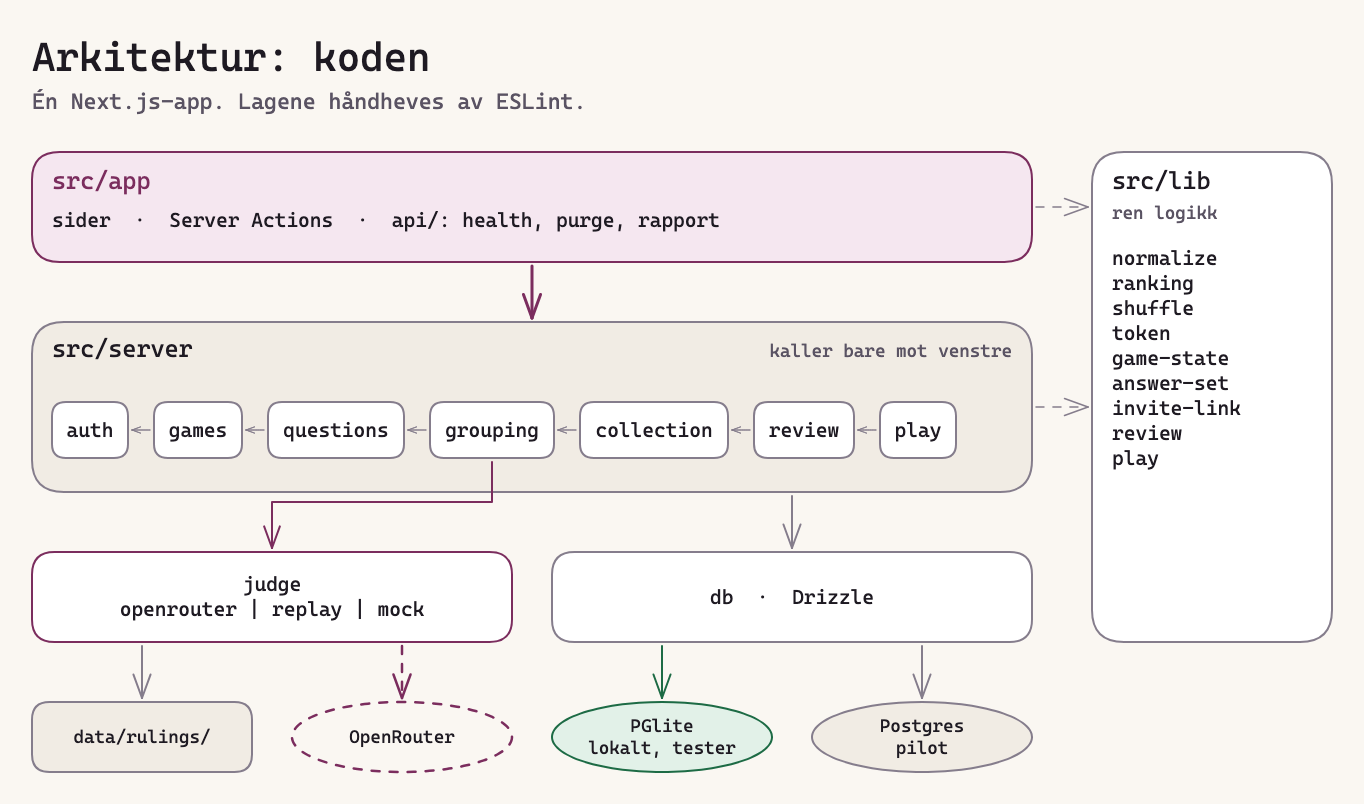 Arkitektur: koden
Én Next.js-app. Lagene håndheves av ESLint.
src/app
sider · Server Actions · api/: health, purge, rapport
src/server
kaller bare mot venstre
auth
games
questions
grouping
collection
review
play
judge
openrouter | replay | mock
db · Drizzle
data/rulings/
OpenRouter
PGlite
lokalt, tester
Postgres
pilot
src/lib
ren logikk
normalize
ranking
shuffle
token
game-state
answer-set
invite-link
review
play